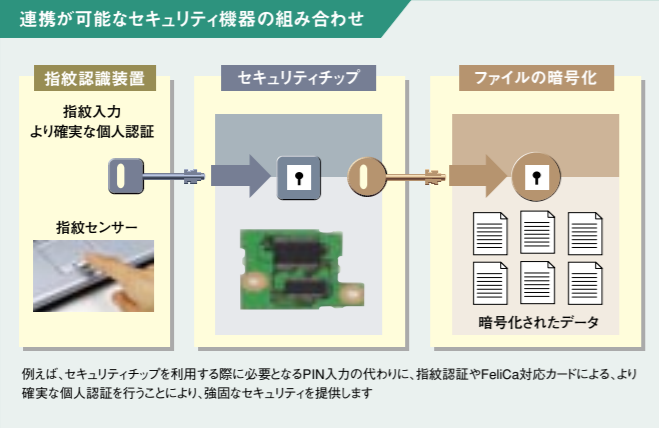 連携が可能なセキュリティ機器の組み合わせ
指紋認識装置
指紋入力
より確実な個人認証
指紋センサー
セキュリティチップ
ファイルの暗号化
暗号化されたデータ
例えば、セキュリティチップを利用する際に必要となるPIN入力の代わりに、指紋認証やFeliCa対応カードによる、より
確実な個人認証を行うことにより、強固なセキュリティを提供します